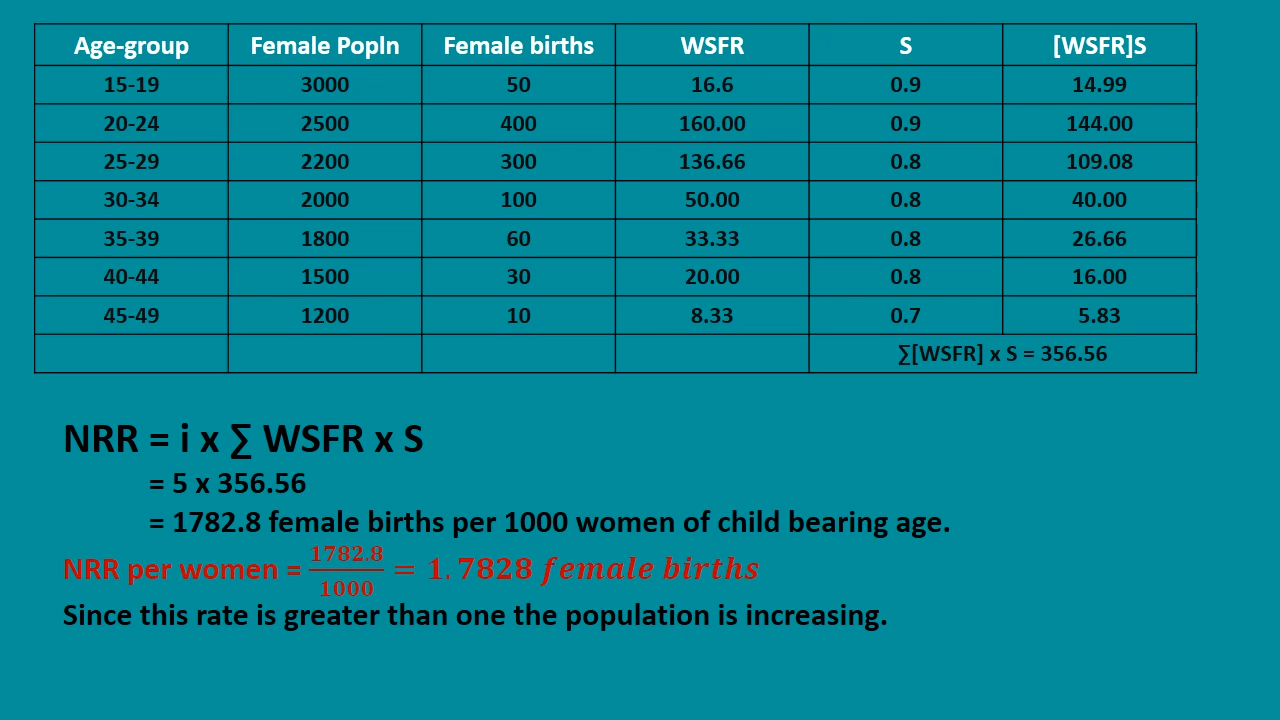 Age-group Female Popln Female births WSFR S [WSFR]S
15-19 3000 50 16.6 0.9 14.99
20-24 2500 400 160.00 0.9 144.00
25-29 2200 300 136.66 0.8 109.08
30-34 2000 100 50.00 0.8 40.00
35-39 1800 60 33.33 0.8 26.66
40-44 1500 30 20.00 0.8 16.00
45-49 1200 10 8.33 0.7 5.83
∑[WSFR] x S = 356.56
NRR = i x ∑ WSFR x S
= 5 x 356.56
= 1782.8 female births per 1000 women of child bearing age.
NRR per women = 1782.8/1000 = 1.7828 female births
Since this rate is greater than one the population is increasing.